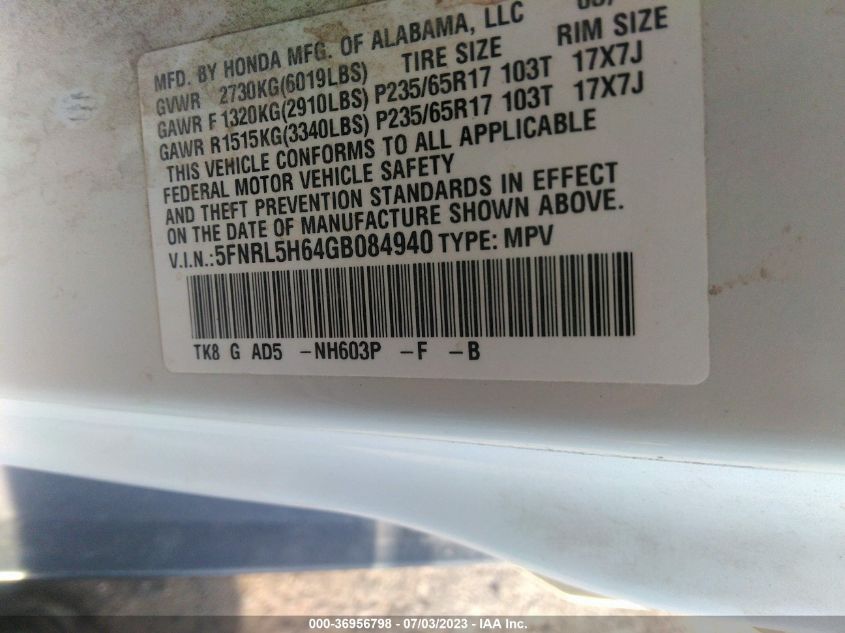 MFD. BY HONDA MFG. OF ALABAMA, LLC
GVWR 2730KG(6019LBS) TIRE SIZE RIM SIZE
GAWR F 1320KG(2910LBS) P235/65R17 103T 17X7J
GAWR R1515KG(3340LBS) P235/65R17 103T 17X7J
THIS VEHICLE CONFORMS TO ALL APPLICABLE
FEDERAL MOTOR VEHICLE SAFETY
AND THEFT PREVENTION STANDARDS IN EFFECT
ON THE DATE OF MANUFACTURE SHOWN ABOVE.
V.I.N.:5FNRL5H64GB084940 TYPE: MPV
TK8 G AD5 -NH603P -F -B
000-36956798 - 07/03/2023 - IAA Inc.